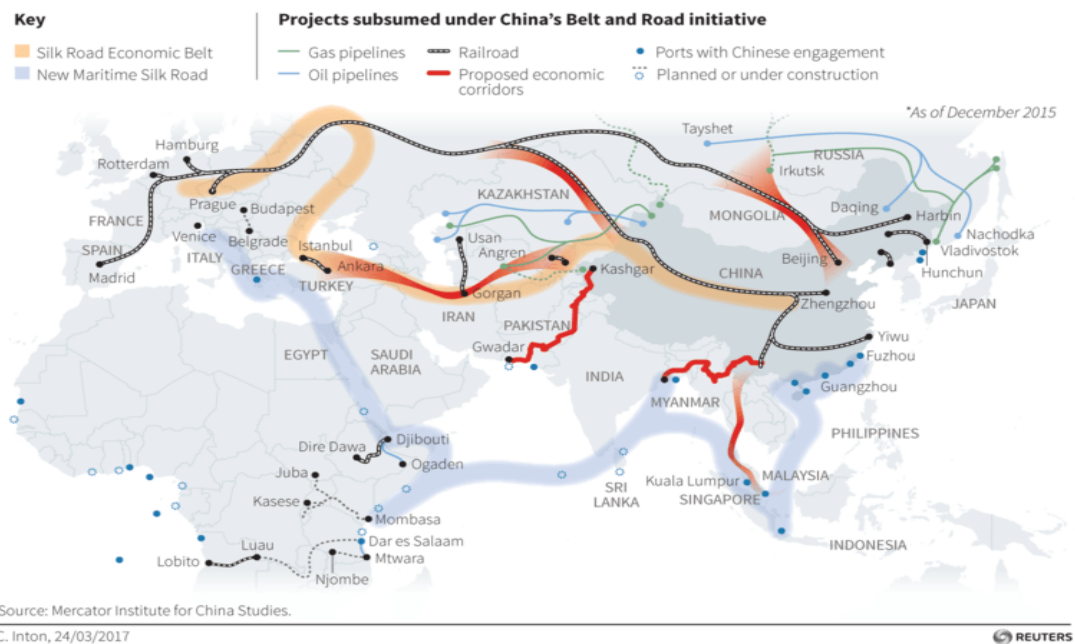 Key
Projects subsumed under China's Belt and Road initiative
Silk Road Economic Belt
New Maritime Silk Road
Gas pipelines
Oil pipelines
Railroad
Proposed economic
corridors
Ports with Chinese engagement
Planned or under construction
*As of December 2015
Tayshet
Hamburg
Rotterdam
RUSSIA
Irkutsk
KAZAKHSTAN
Prague
Budapest
MONGOLIA
Daqing
Harbin
FRANCE
Venice
Belgrade
Istanbul
Usan
Angren
Nachodka
Vladivostok
SPAIN
Madrid
ITALY
GREECE
Ankara
TURKEY
Kashgar
CHINA
Beijing
Hunchun
Gorgan
Zhengzhou
JAPAN
IRAN
PAKISTAN
Gwadar
Yiwu
Fuzhou
EGYPT
SAUDI
ARABIA
INDIA
Guangzhou
MYANMAR
PHILIPPINES
Dire Dawa
Djibouti
Ogaden
Juba
Kasese
SRI
LANKA
Kuala Lumpur
MALAYSIA
SINGAPORE
Mombasa
Dar es Salaam
Luau
Lobito
Mtwara
Njombe
INDONESIA
Source: Mercator Institute for China Studies.
C. Inton, 24/03/2017
REUTERS